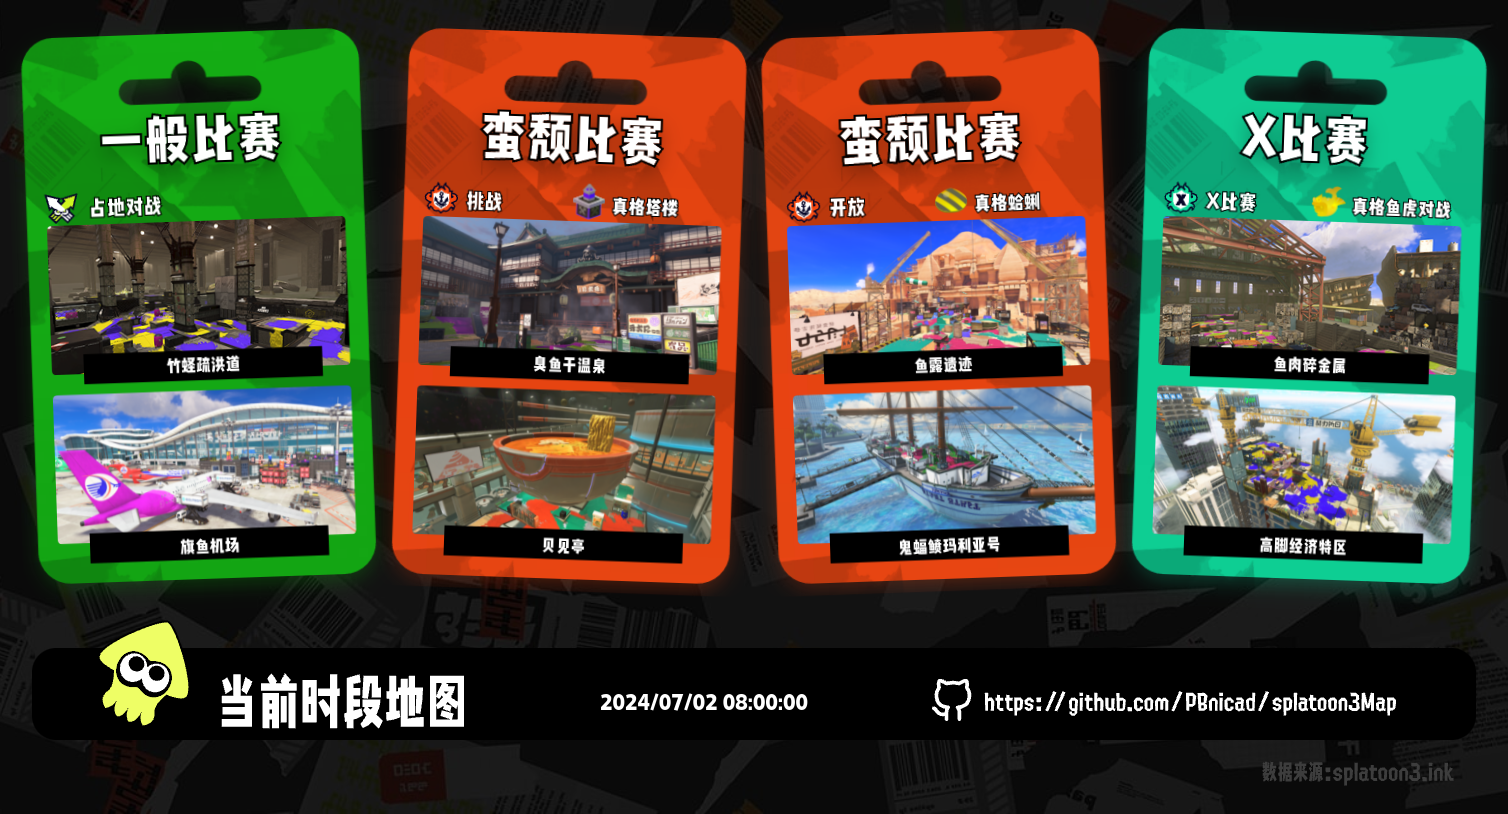 一般比赛
占地对战
竹蛏疏洪道
旗鱼机场
蛮颓比赛
挑战
真格塔楼
臭鱼干温泉
贝见亭
蛮颓比赛
开放
真格蛤蜊
鱼露遗迹
鬼蝠鲼玛利亚号
X比赛
X比赛
真格鱼虎对战
鱼肉碎金属
高脚经济特区
当前时段地图
2024/07/02 08:00:00
https://github.com/PBnicad/splatoon3Map
数据来源:splatoon3.ink